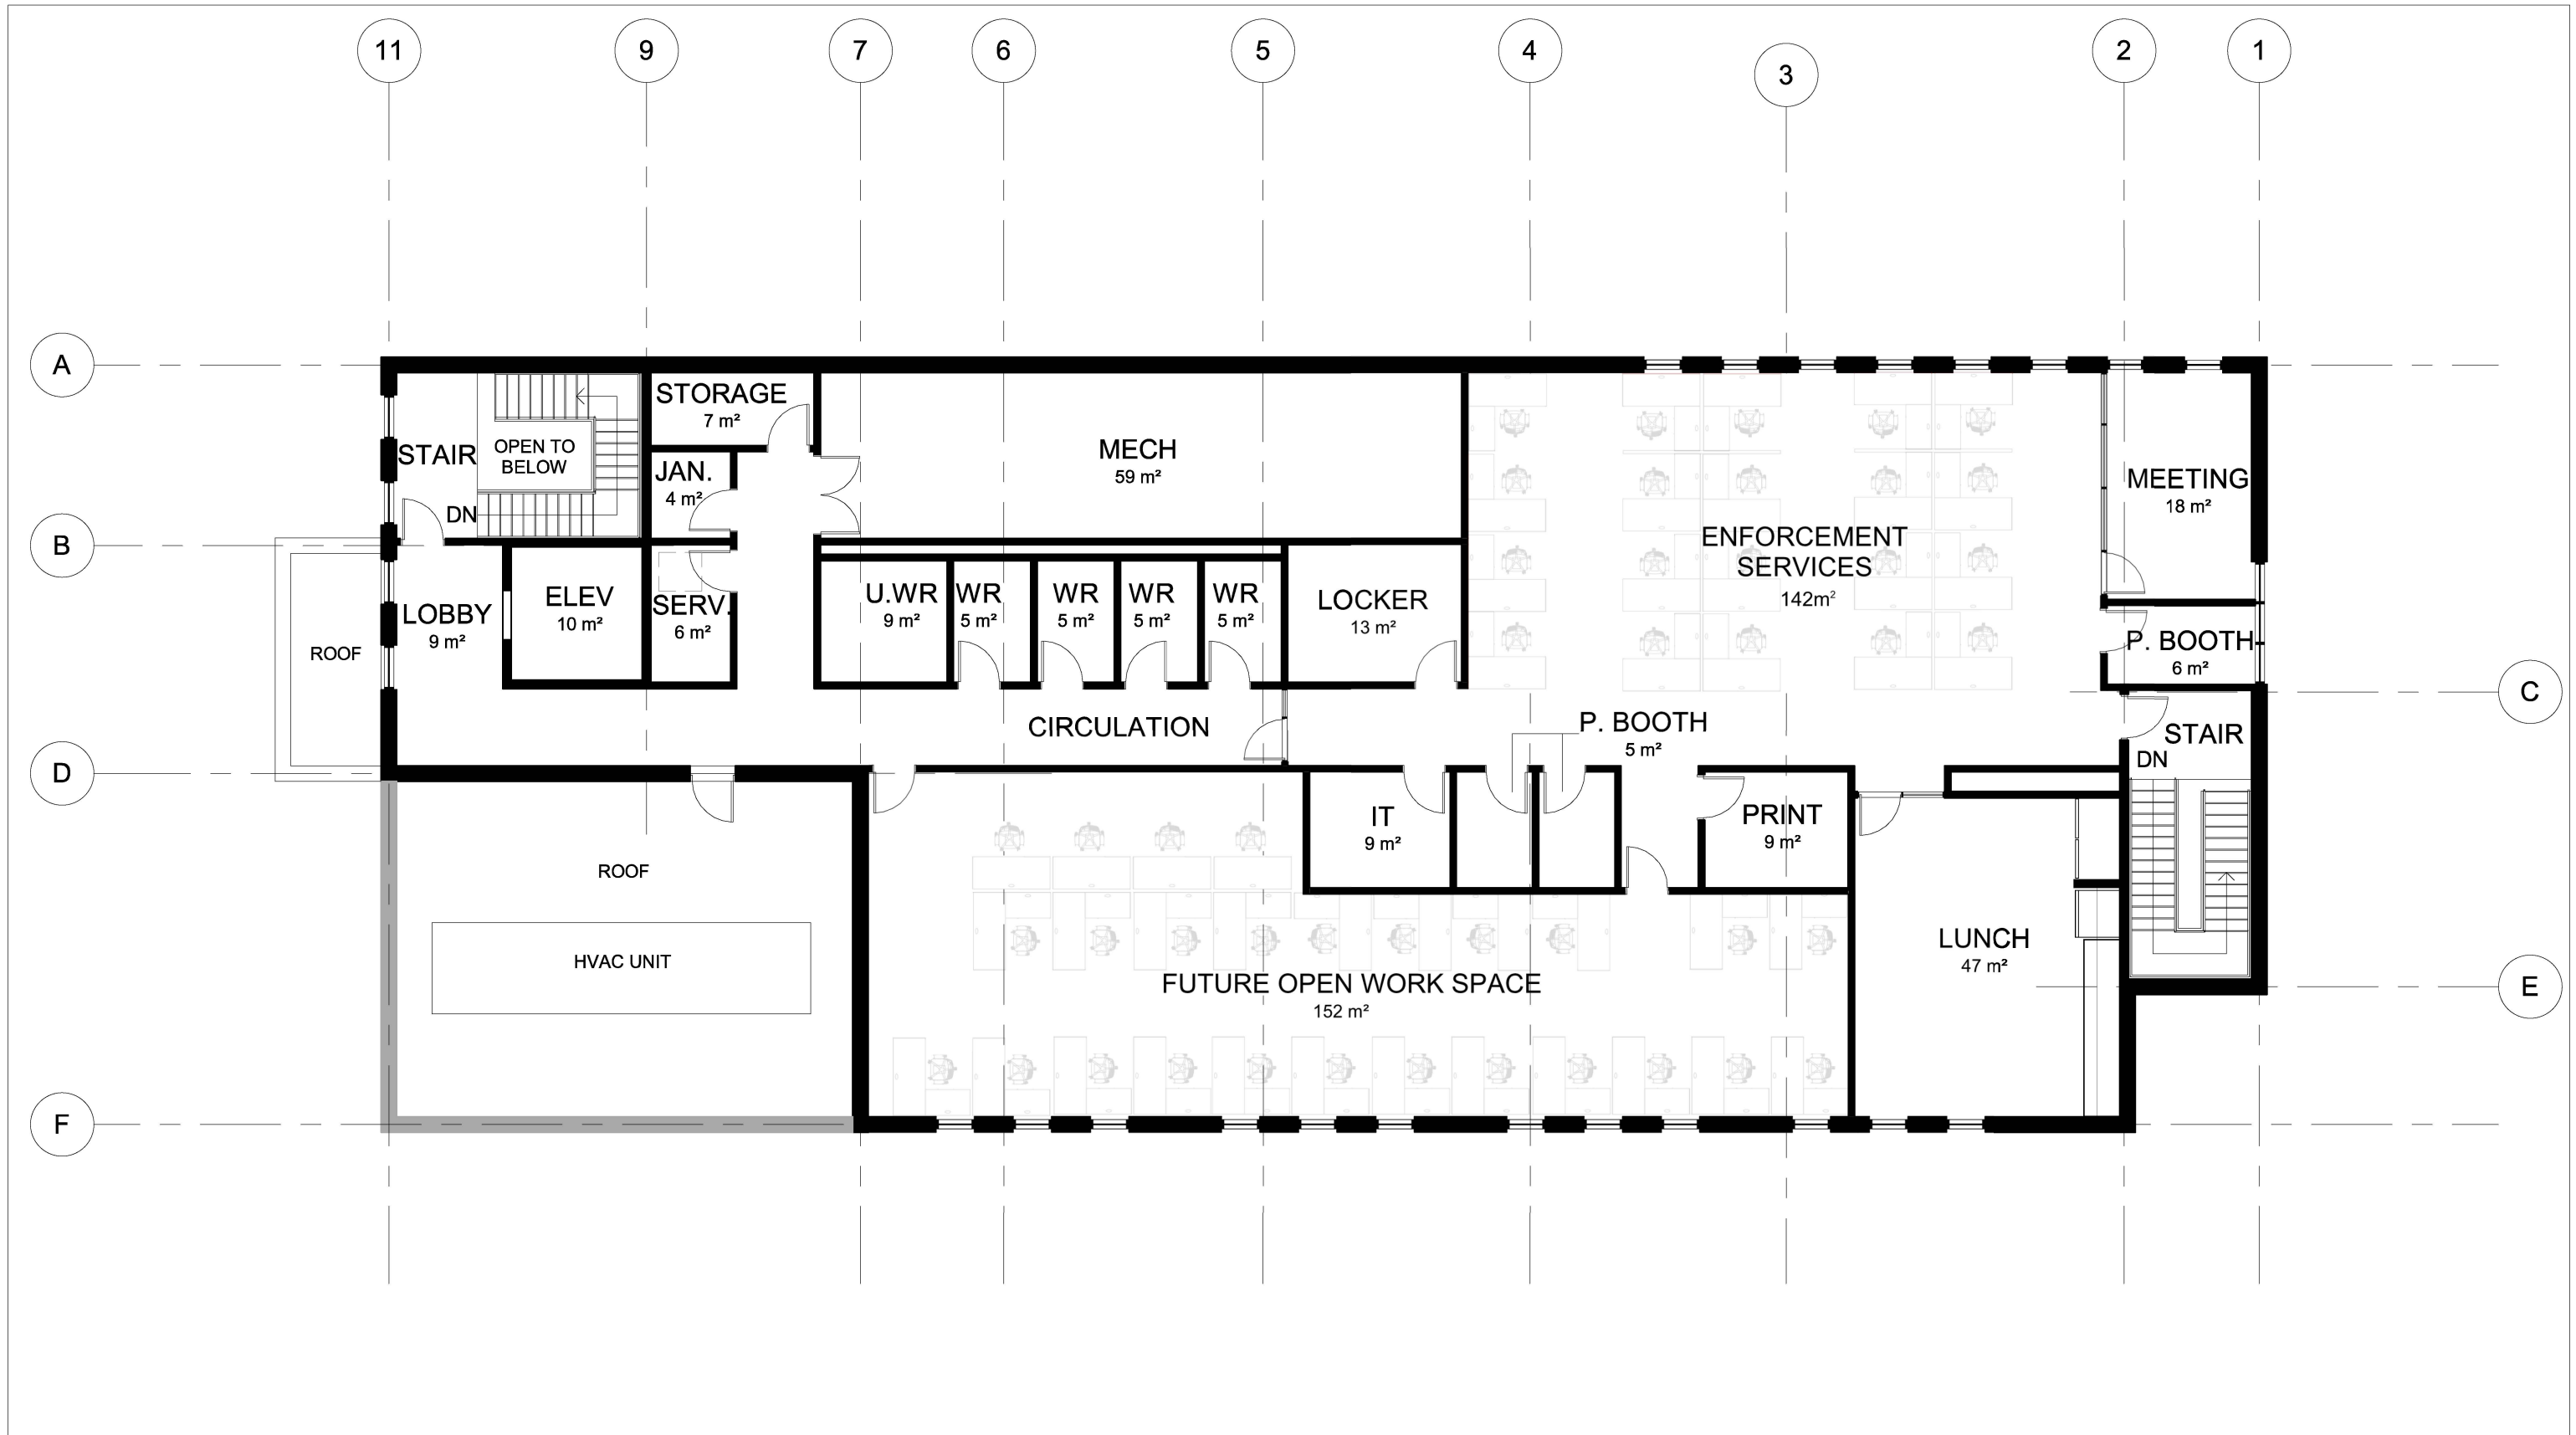 11
9
7
6
5
4
3
2
1
A
B
C
D
E
F
STAIR
OPEN TO
BELOW
DN
STORAGE
7 m²
JAN.
4 m²
MECH
59 m²
ENFORCEMENT
SERVICES
142m²
MEETING
18 m²
ROOF
LOBBY
9 m²
ELEV
10 m²
SERV.
6 m²
U.WR
9 m²
WR
5 m²
WR
5 m²
WR
5 m²
WR
5 m²
LOCKER
13 m²
P. BOOTH
6 m²
CIRCULATION
P. BOOTH
5 m²
STAIR
DN
IT
9 m²
PRINT
9 m²
ROOF
HVAC UNIT
FUTURE OPEN WORK SPACE
152 m²
LUNCH
47 m²